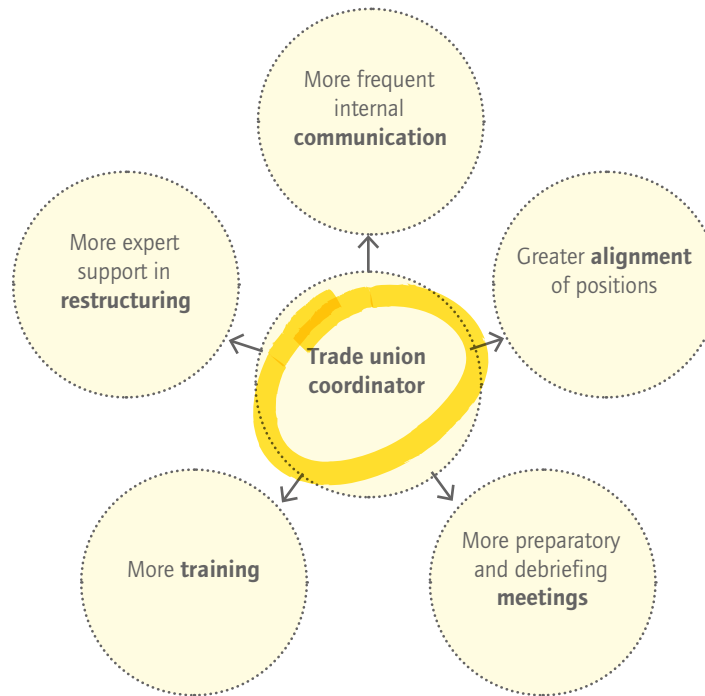 More frequent
internal
communication
More expert
support in
restructuring
Greater alignment
of positions
Trade union
coordinator
More training
More preparatory
and debriefing
meetings